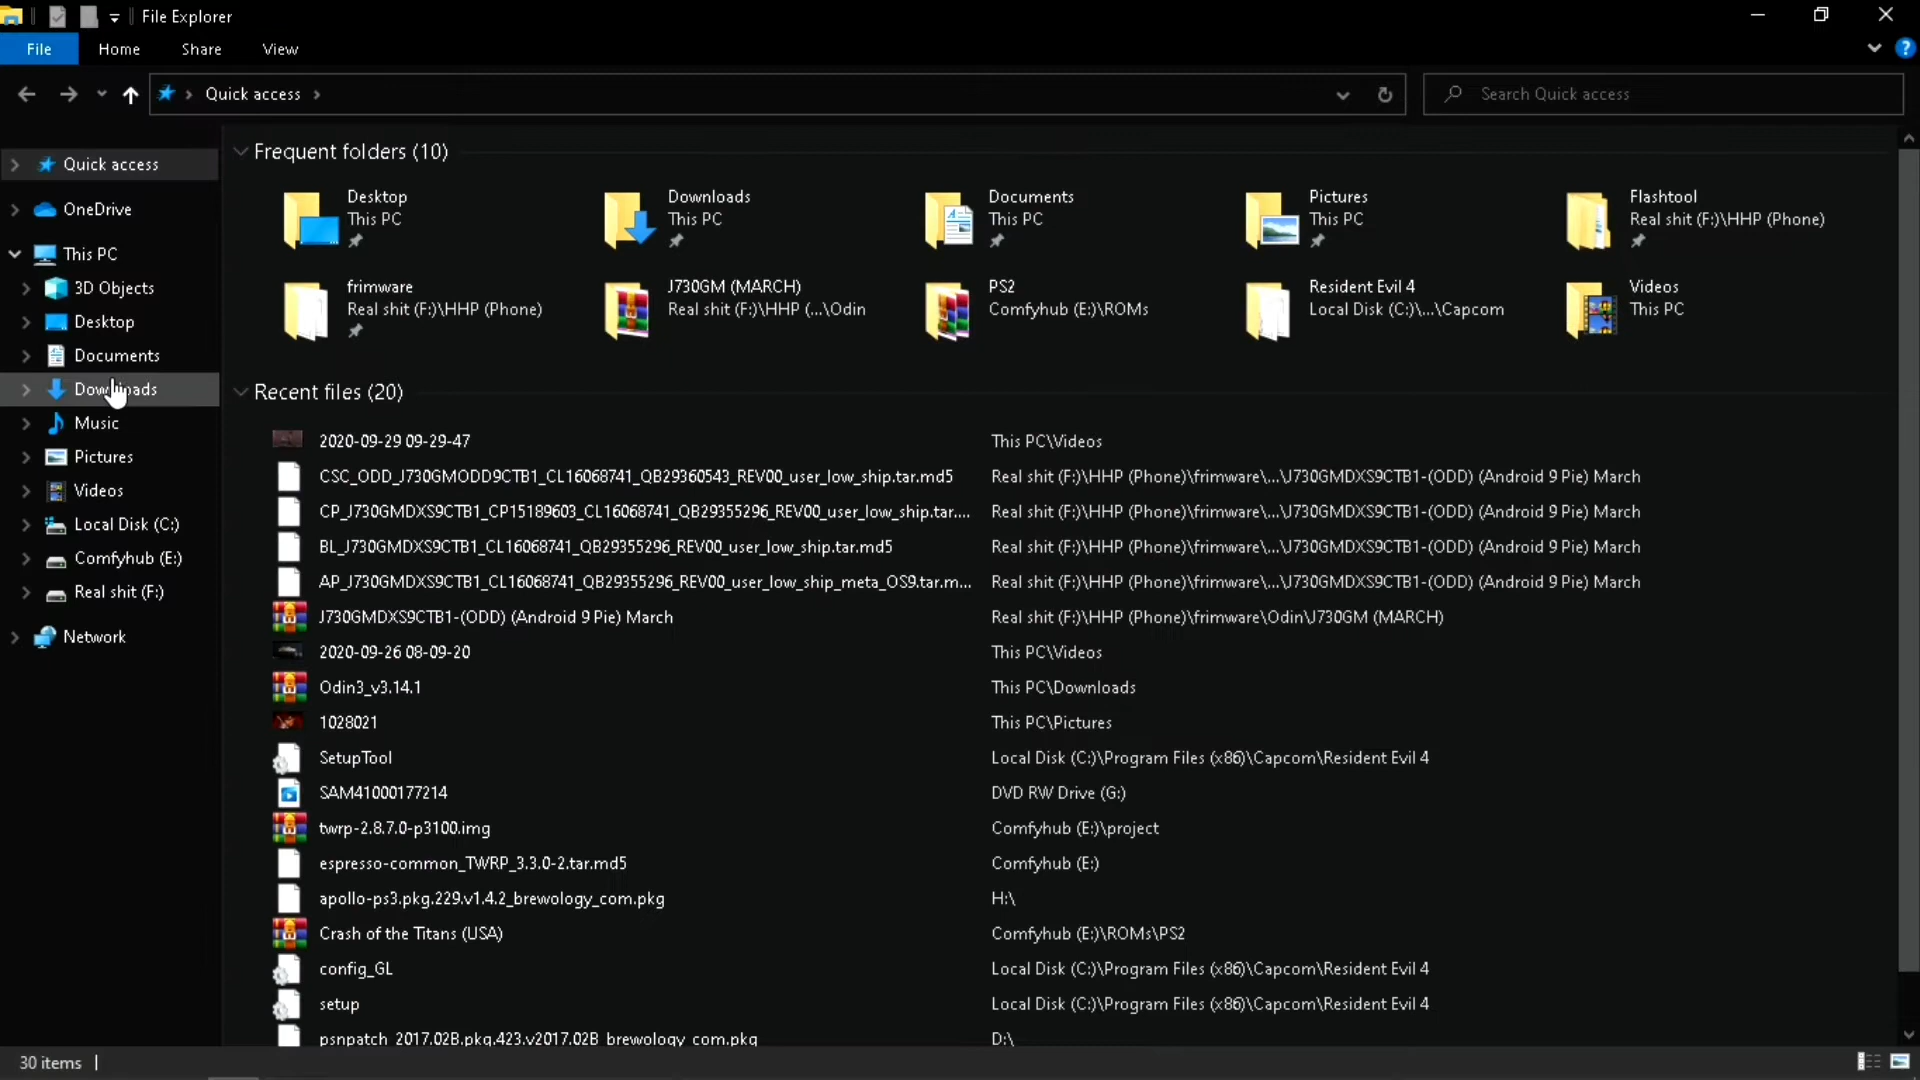 File Explorer
File Home Share View
Quick access
Search Quick access
Quick access
OneDrive
This PC
3D Objects
Desktop
Documents
Downloads
Music
Pictures
Videos
Local Disk (C:)
Comfyhub (E:)
Real shit (F:)
Network
Frequent folders (10)
Desktop
This PC
Downloads
This PC
Documents
This PC
Pictures
This PC
Flashtool
Real shit (F:)\HHP (Phone)
frimware
Real shit (F:)\HHP (Phone)
J730GM (MARCH)
Real shit (F:)\HHP (...\Odin
PS2
Comfyhub (E:)\ROMs
Resident Evil 4
Local Disk (C:)\...\Capcom
Videos
This PC
Recent files (20)
2020-09-29 09-29-47 This PC\Videos
CSC_ODD_J730GMODD9CTB1_CL16068741_QB29360543_REV00_user_low_ship.tar.md5 Real shit (F:)\HHP (Phone)\frimware\...\J730GMDXS9CTB1-(ODD) (Android 9 Pie) March
CP_J730GMDXS9CTB1_CP15189603_CL16068741_QB29355296_REV00_user_low_ship.tar.... Real shit (F:)\HHP (Phone)\frimware\...\J730GMDXS9CTB1-(ODD) (Android 9 Pie) March
BL_J730GMDXS9CTB1_CL16068741_QB29355296_REV00_user_low_ship.tar.md5 Real shit (F:)\HHP (Phone)\frimware\...\J730GMDXS9CTB1-(ODD) (Android 9 Pie) March
AP_J730GMDXS9CTB1_CL16068741_QB29355296_REV00_user_low_ship_meta_OS9.tar.m... Real shit (F:)\HHP (Phone)\frimware\...\J730GMDXS9CTB1-(ODD) (Android 9 Pie) March
J730GMDXS9CTB1-(ODD) (Android 9 Pie) March Real shit (F:)\HHP (Phone)\frimware\Odin\J730GM (MARCH)
2020-09-26 08-09-20 This PC\Videos
Odin3_v3.14.1 This PC\Downloads
1028021 This PC\Pictures
SetupTool Local Disk (C:)\Program Files (x86)\Capcom\Resident Evil 4
SAM41000177214 DVD RW Drive (G:)
twrp-2.8.7.0-p3100.img Comfyhub (E:)\project
espresso-common_TWRP_3.3.0-2.tar.md5 Comfyhub (E:)
apollo-ps3.pkg.229.v1.4.2_brewology_com.pkg H:\
Crash of the Titans (USA) Comfyhub (E:)\ROMs\PS2
config_GL Local Disk (C:)\Program Files (x86)\Capcom\Resident Evil 4
setup Local Disk (C:)\Program Files (x86)\Capcom\Resident Evil 4
psnpatch_2017.02B.pkg.423.v2017.02B_brewology_com.pkg D:\
30 items